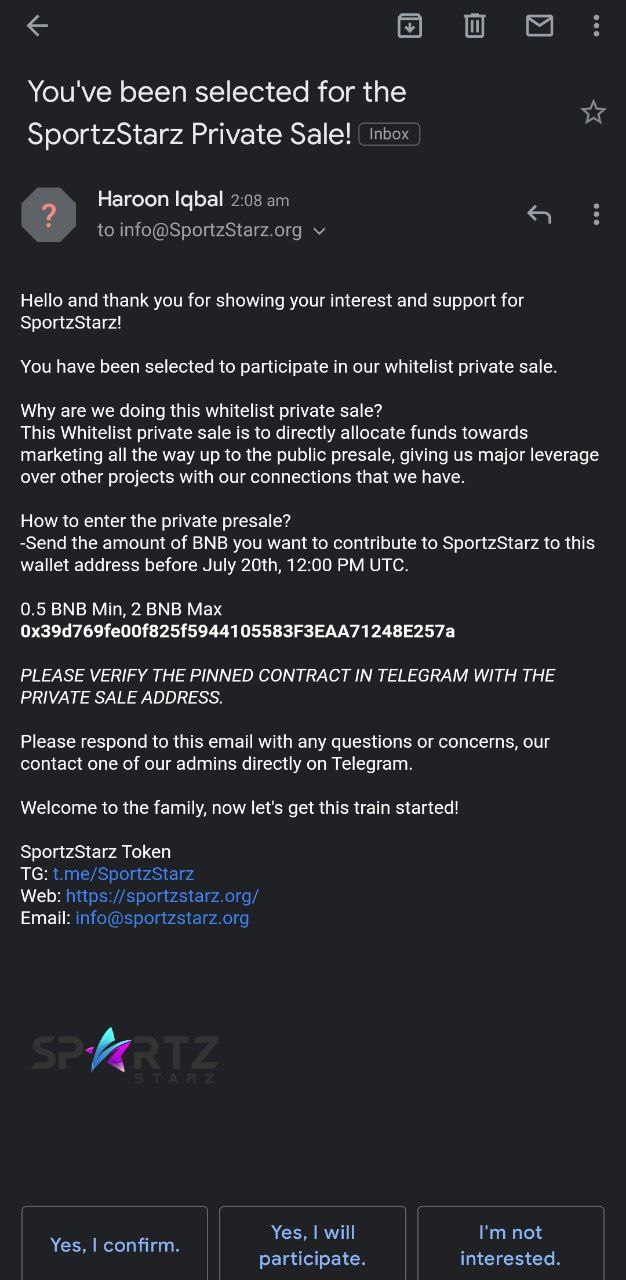 You've been selected for the
SportzStarz Private Sale! Inbox
?
Haroon Iqbal 2:08 am
to info@SportzStarz.org
Hello and thank you for showing your interest and support for
SportzStarz!
You have been selected to participate in our whitelist private sale.
Why are we doing this whitelist private sale?
This Whitelist private sale is to directly allocate funds towards
marketing all the way up to the public presale, giving us major leverage
over other projects with our connections that we have.
How to enter the private presale?
-Send the amount of BNB you want to contribute to SportzStarz to this
wallet address before July 20th, 12:00 PM UTC.
0.5 BNB Min, 2 BNB Max
0x39d769fe00f825f5944105583F3EAA71248E257a
PLEASE VERIFY THE PINNED CONTRACT IN TELEGRAM WITH THE
PRIVATE SALE ADDRESS.
Please respond to this email with any questions or concerns, our
contact one of our admins directly on Telegram.
Welcome to the family, now let's get this train started!
SportzStarz Token
TG: t.me/SportzStarz
Web: https://sportzstarz.org/
Email: info@sportzstarz.org
SPORTZ
STARZ
Yes, I confirm.
Yes, I will
participate.
I'm not
interested.